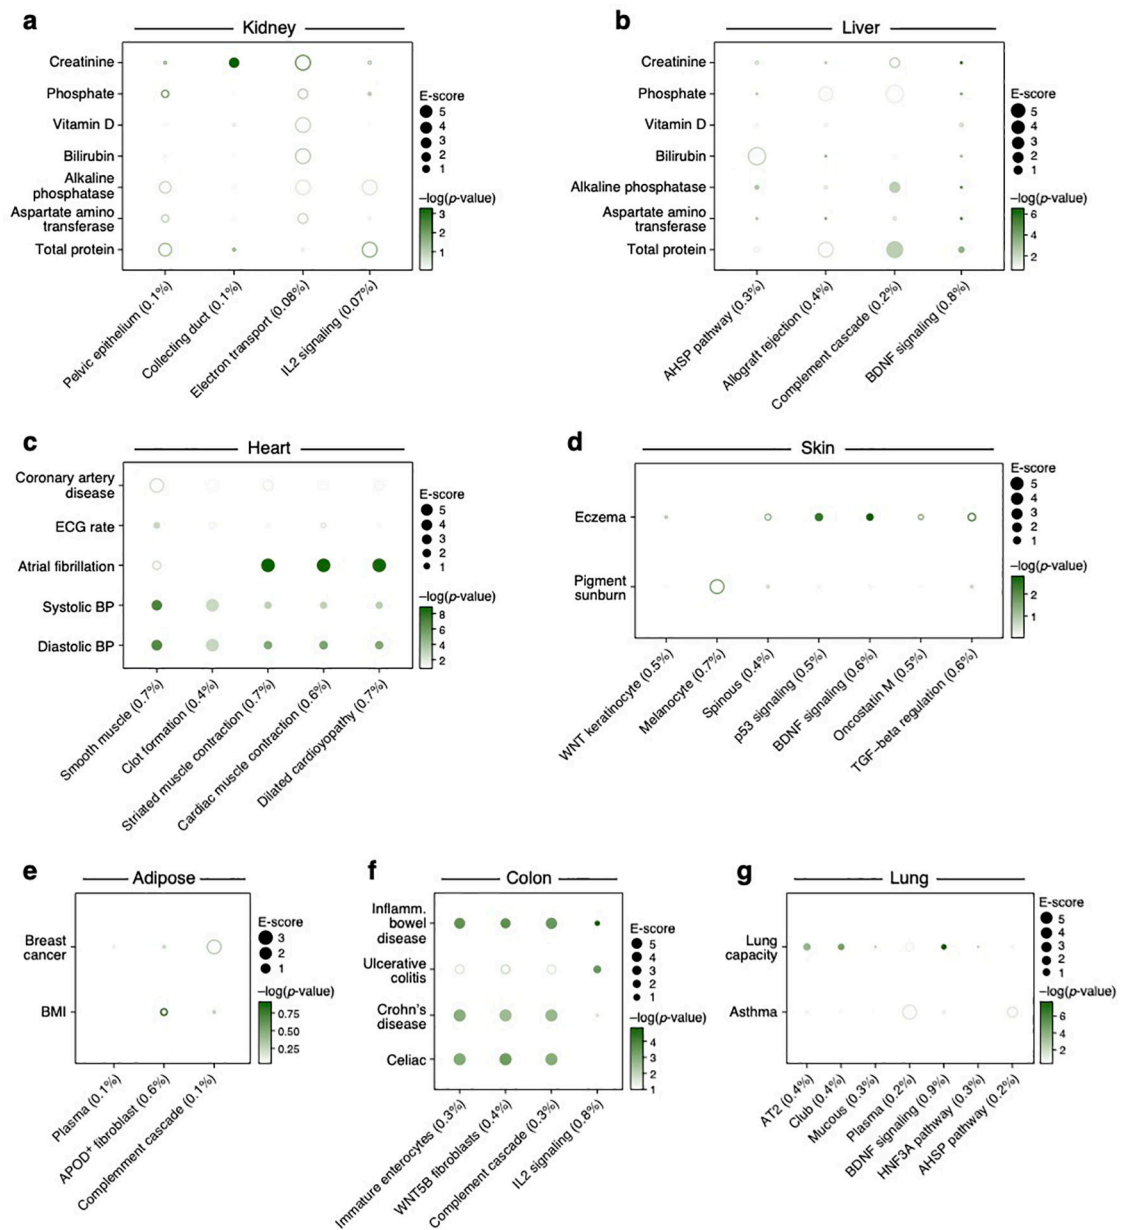 a
Kidney
Creatinine
Phosphate
Vitamin D
Bilirubin
Alkaline
phosphatase
Aspartate amino
transferase
Total protein
Pelvic epithelium (0.1%)
Collecting duct (0.1%)
Electron transport (0.08%)
IL2 signaling (0.07%)
E-score
5
4
3
2
1
–log(p-value)
3
2
1
b
Liver
Creatinine
Phosphate
Vitamin D
Bilirubin
Alkaline phosphatase
Aspartate amino
transferase
Total protein
AHSP pathway (0.3%)
Allograft rejection (0.4%)
Complement cascade (0.2%)
BDNF signaling (0.8%)
E-score
5
4
3
2
1
–log(p-value)
6
4
2
c
Heart
Coronary artery
disease
ECG rate
Atrial fibrillation
Systolic BP
Diastolic BP
Smooth muscle (0.7%)
Clot formation (0.4%)
Striated muscle contraction (0.7%)
Cardiac muscle contraction (0.6%)
Dilated cardioyopathy (0.7%)
E-score
5
4
3
2
1
–log(p-value)
8
6
4
2
d
Skin
Eczema
Pigment
sunburn
WNT keratinocyte (0.5%)
Melanocyte (0.7%)
Spinous (0.4%)
p53 signaling (0.5%)
BDNF signaling (0.6%)
Oncostatin M (0.5%)
TGF–beta regulation (0.6%)
E-score
5
4
3
2
1
–log(p-value)
2
1
e
Adipose
Breast
cancer
BMI
Plasma (0.1%)
APOD+ fibroblast (0.6%)
Complemment cascade (0.1%)
E-score
3
2
1
–log(p-value)
0.75
0.50
0.25
f
Colon
Inflamm.
bowel
disease
Ulcerative
colitis
Crohn's
disease
Celiac
Immature enterocytes (0.3%)
WNT5B fibroblasts (0.4%)
Complement cascade (0.3%)
IL2 signaling (0.8%)
E-score
5
4
3
2
1
–log(p-value)
4
3
2
1
g
Lung
Lung
capacity
Asthma
AT2 (0.4%)
Club (0.4%)
Mucous (0.3%)
Plasma (0.2%)
BDNF signaling (0.9%)
HNF3A pathway (0.3%)
AHSP pathway (0.2%)
E-score
5
4
3
2
1
–log(p-value)
6
4
2